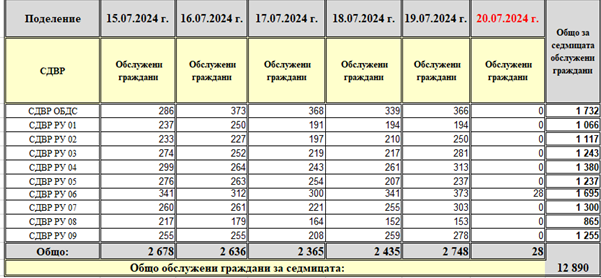 Поделение 15.07.2024 г. 16.07.2024 г. 17.07.2024 г. 18.07.2024 г. 19.07.2024 г. 20.07.2024 г. Общо за седмицата обслужени граждани
СДВР Обслужени граждани Обслужени граждани Обслужени граждани Обслужени граждани Обслужени граждани Обслужени граждани
СДВР ОБДС 286 373 368 339 366 0 1 732
СДВР РУ 01 237 250 191 194 194 0 1 066
СДВР РУ 02 233 227 197 210 250 0 1 117
СДВР РУ 03 274 252 219 217 281 0 1 243
СДВР РУ 04 299 264 243 261 313 0 1 380
СДВР РУ 05 276 263 254 207 237 0 1 237
СДВР РУ 06 341 312 300 341 373 28 1 695
СДВР РУ 07 260 261 221 255 303 0 1 300
СДВР РУ 08 217 179 164 152 153 0 865
СДВР РУ 09 255 255 208 259 278 0 1 255
Общо: 2 678 2 636 2 365 2 435 2 748 28
Общо обслужени граждани за седмицата: 12 890